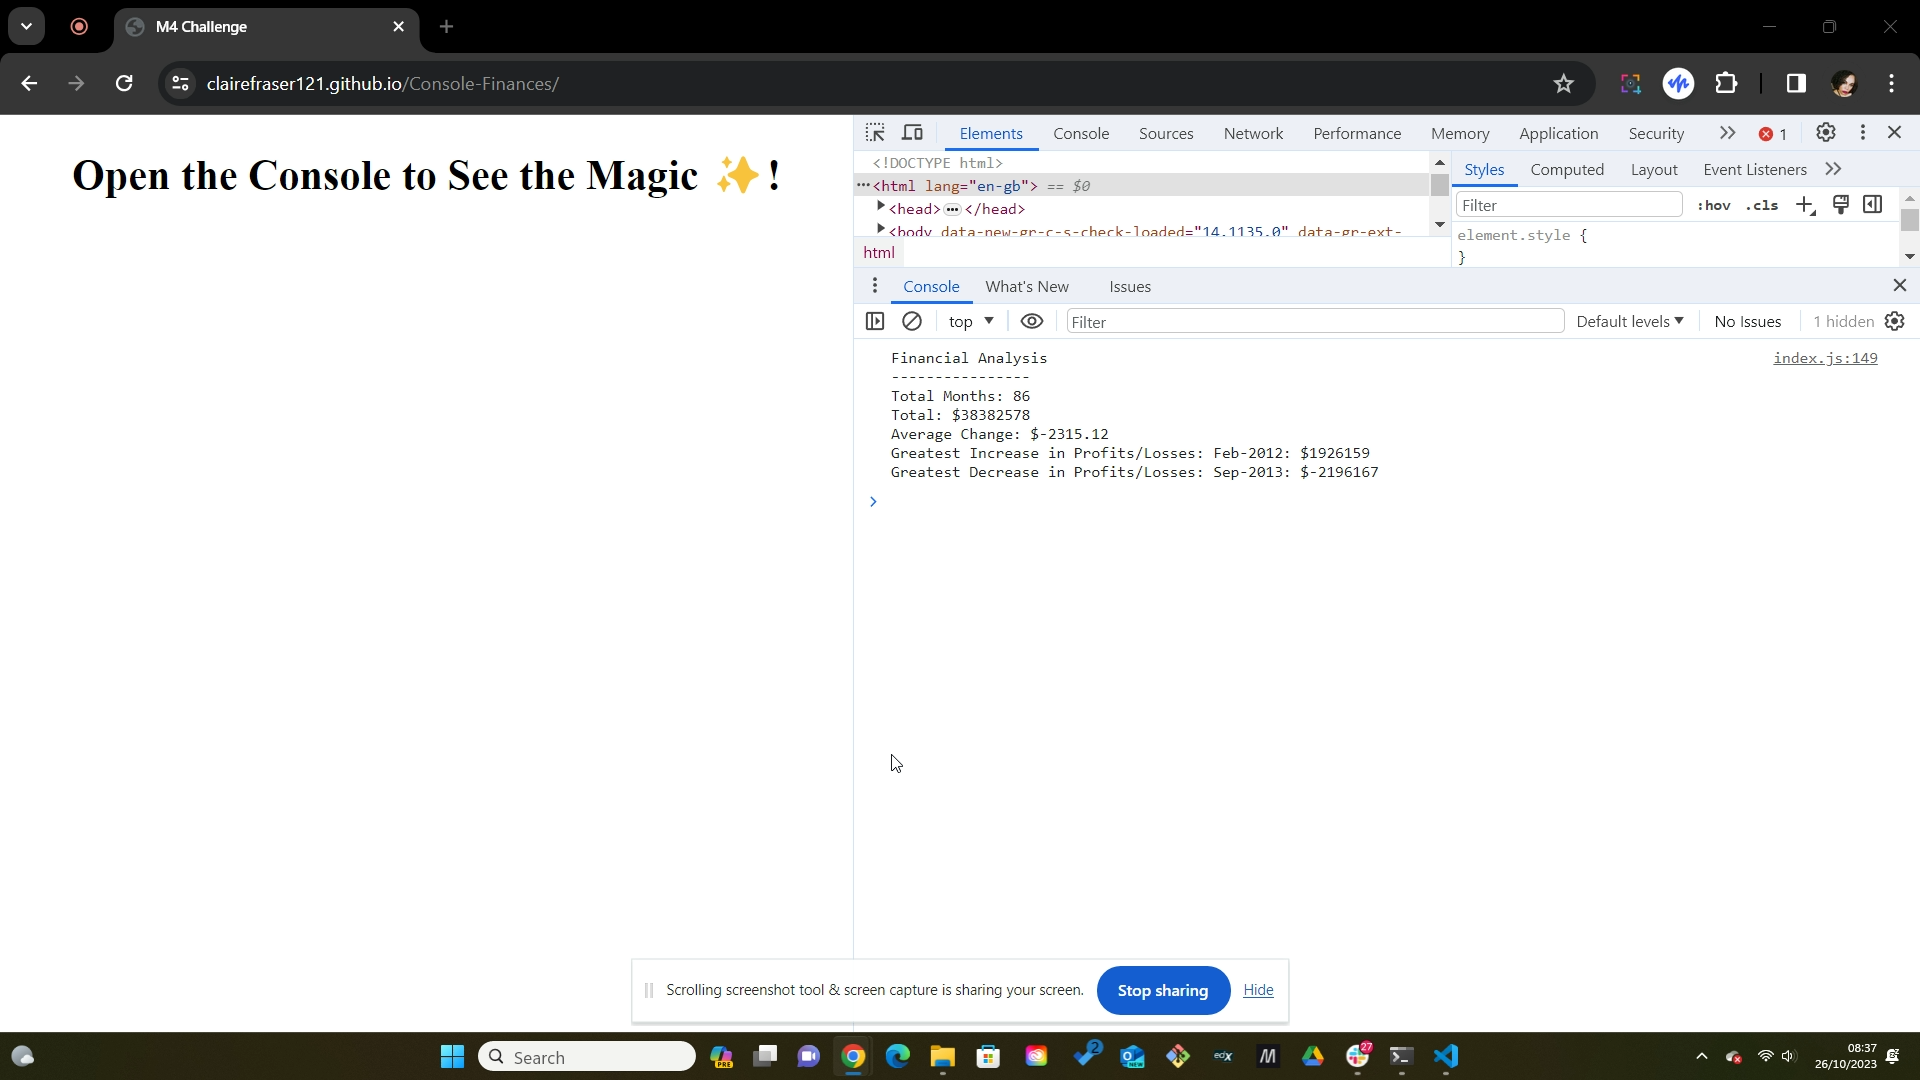 M4 Challenge
clairefraser121.github.io/Console-Finances/
Open the Console to See the Magic ✨!
Elements Console Sources Network Performance Memory Application Security 1
<!DOCTYPE html>
<html lang="en-gb"> == $0
<head> ••• </head>
<body data-new-gr-c-s-check-loaded="14.1135.0" data-gr-ext-
html
Styles Computed Layout Event Listeners
Filter :hov .cls
element.style {
}
Console What's New Issues
top Filter Default levels No Issues 1 hidden
Financial Analysis index.js:149
----------------
Total Months: 86
Total: $38382578
Average Change: $-2315.12
Greatest Increase in Profits/Losses: Feb-2012: $1926159
Greatest Decrease in Profits/Losses: Sep-2013: $-2196167
Scrolling screenshot tool & screen capture is sharing your screen. Stop sharing Hide
Search PRE 2 NEW edX M 27 08:37
26/10/2023